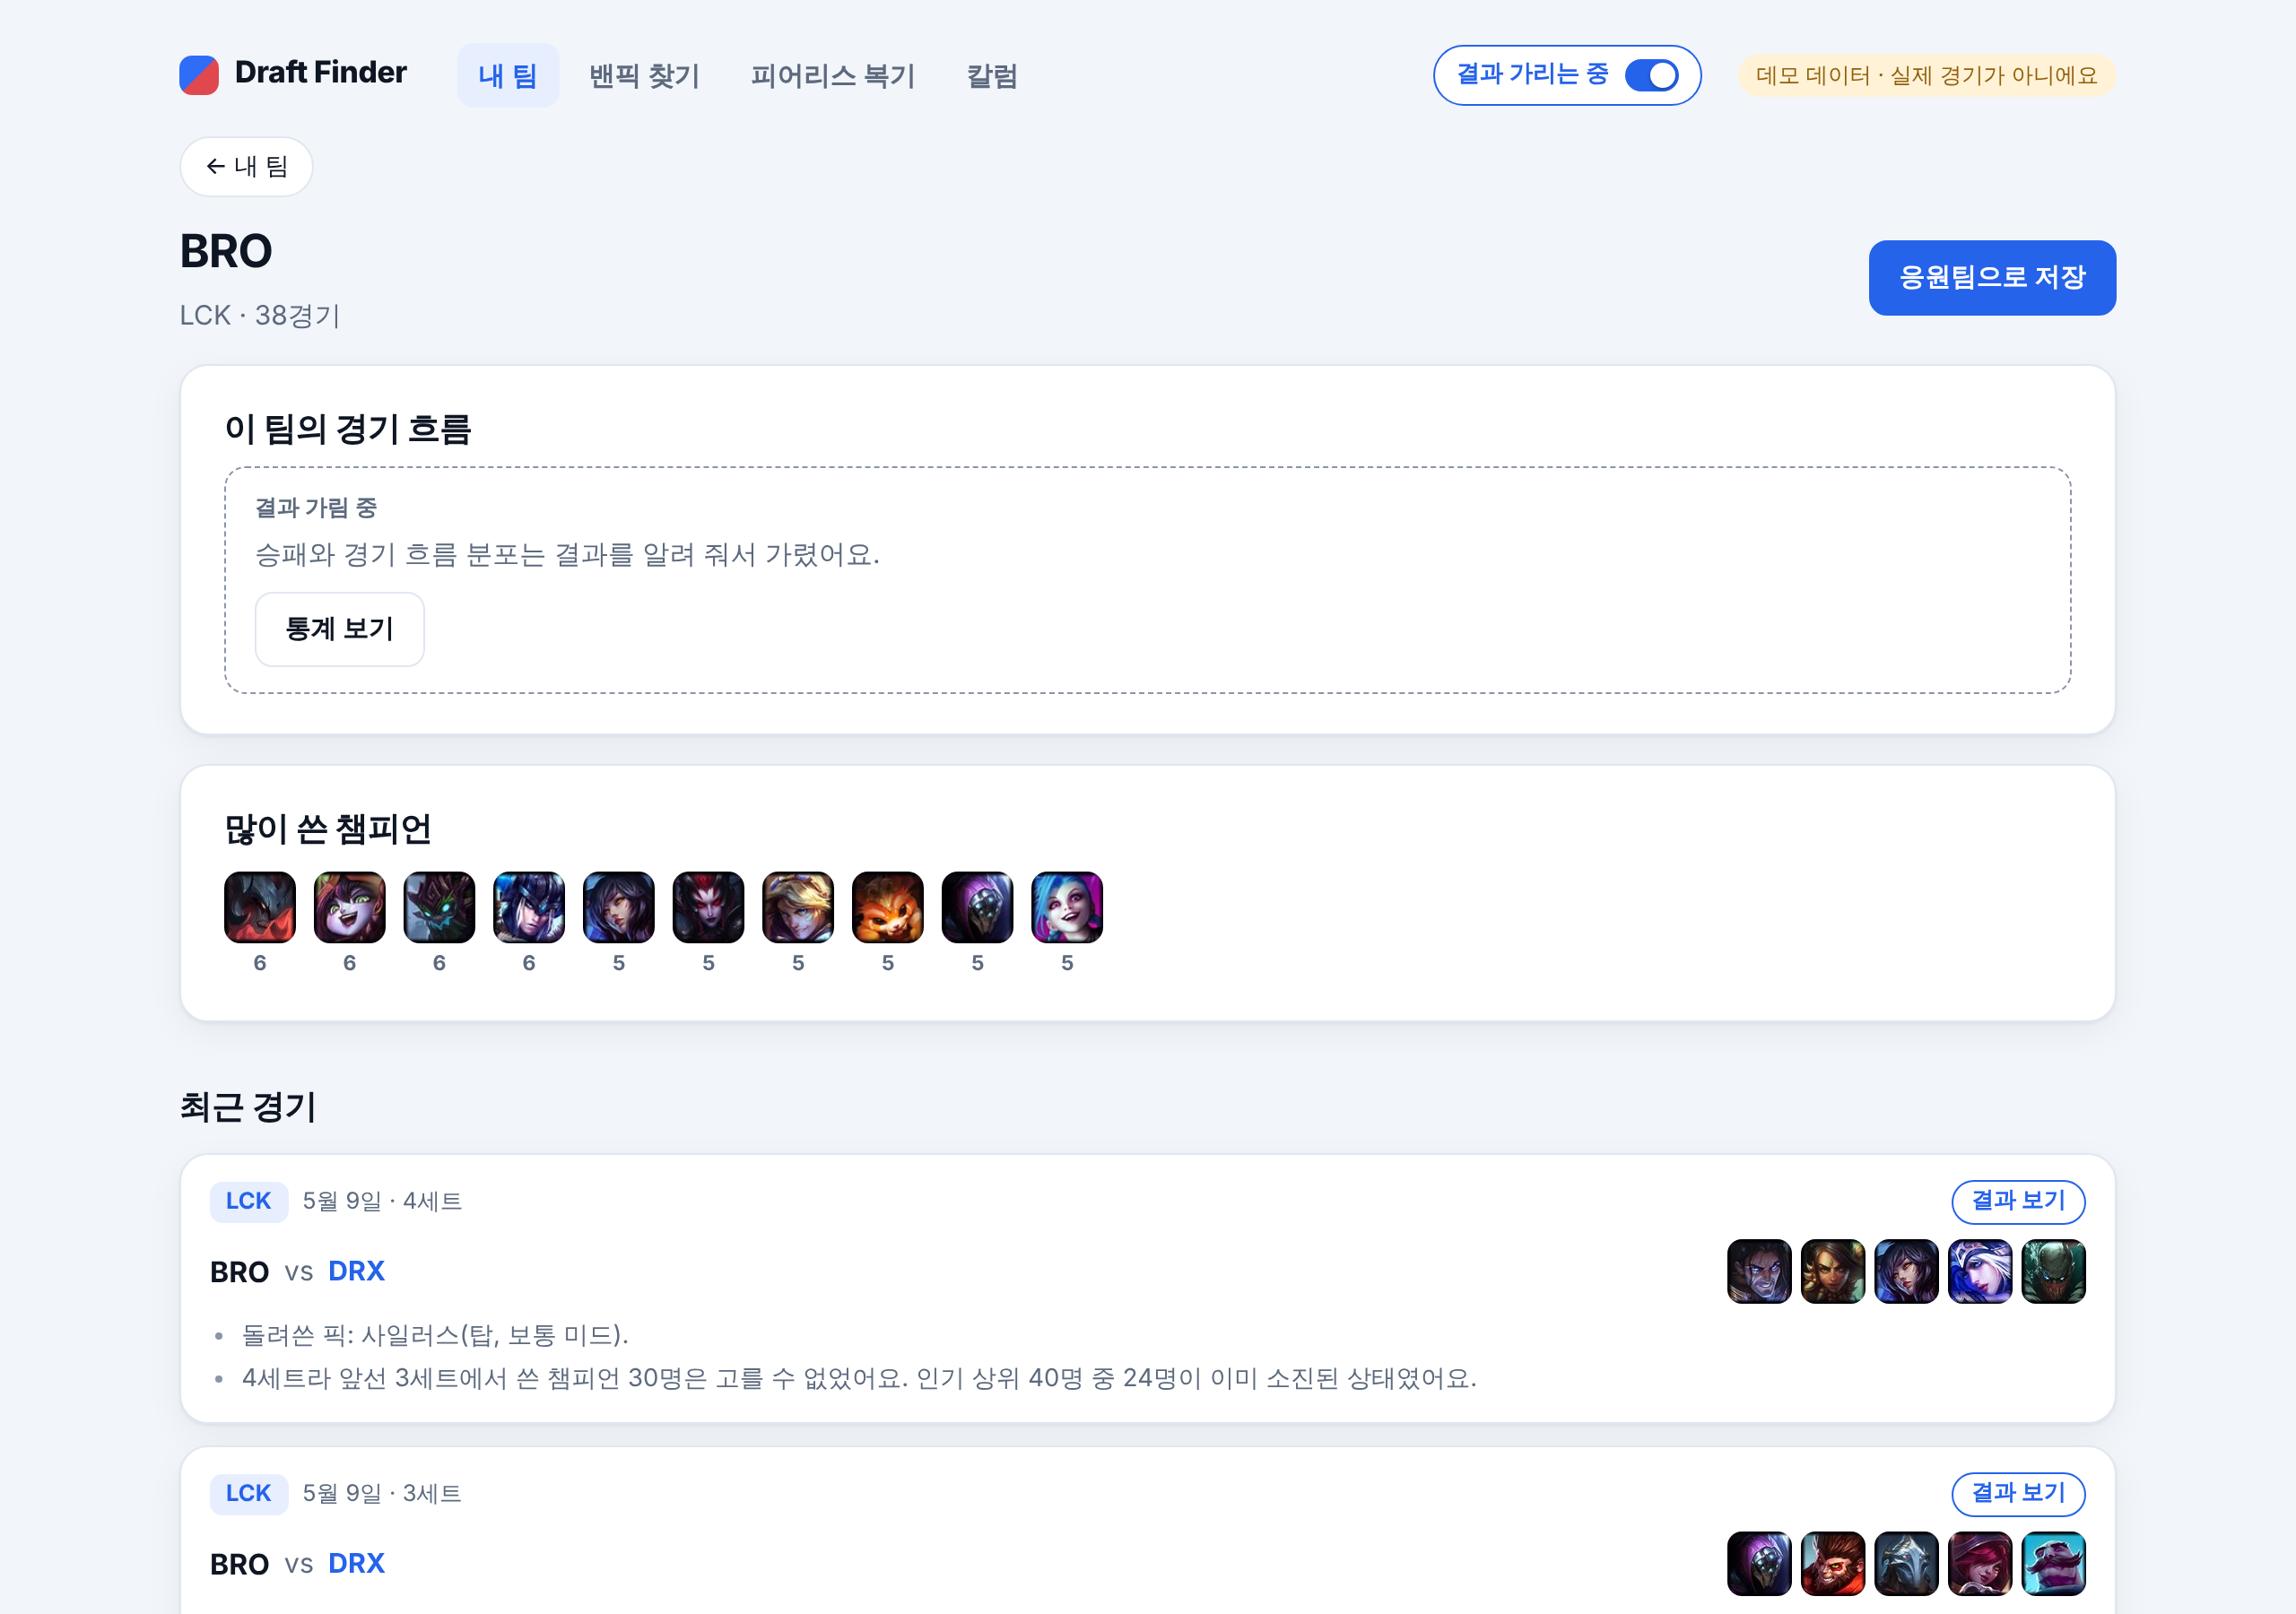 Draft Finder
내 팀
밴픽 찾기
피어리스 복기
칼럼
결과 가리는 중
데모 데이터 · 실제 경기가 아니에요
← 내 팀
BRO
LCK · 38경기
응원팀으로 저장
이 팀의 경기 흐름
결과 가림 중
승패와 경기 흐름 분포는 결과를 알려 줘서 가렸어요.
통계 보기
많이 쓴 챔피언
6 6 6 6 5 5 5 5 5 5
최근 경기
LCK 5월 9일 · 4세트
결과 보기
BRO vs DRX
• 돌려쓴 픽: 사일러스(탑, 보통 미드).
• 4세트라 앞선 3세트에서 쓴 챔피언 30명은 고를 수 없었어요. 인기 상위 40명 중 24명이 이미 소진된 상태였어요.
LCK 5월 9일 · 3세트
결과 보기
BRO vs DRX